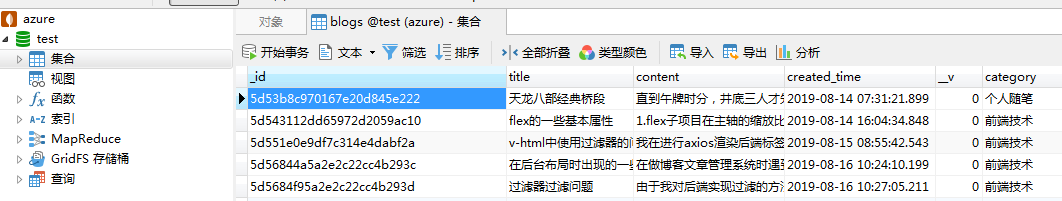 azure
test
集合
视图
函数
索引
MapReduce
GridFS 存储桶
查询
对象 blogs @test (azure) - 集合
开始事务 文本 筛选 排序 全部折叠 类型颜色 导入 导出 分析
_id title content created_time __v category
5d53b8c970167e20d845e222 天龙八部经典桥段 直到午牌时分，井底三人才 2019-08-14 07:31:21.899 0 个人随笔
5d543112dd65972d2059ac10 flex的一些基本属性 1.flex子项目在主轴的缩放比 2019-08-14 16:04:34.848 0 前端技术
5d551e0e9df7c314e4dabf2a v-html中使用过滤器的 我在进行axios渲染后端标签 2019-08-15 08:55:42.543 0 前端技术
5d56844a5a2e2c22cc4b293c 在后台布局时出现的一些 在做博客文章管理系统时遇 2019-08-16 10:24:10.199 0 前端技术
5d5684f95a2e2c22cc4b293d 过滤器过滤问题 由于我对后端实现过滤的方 2019-08-16 10:27:05.211 0 前端技术